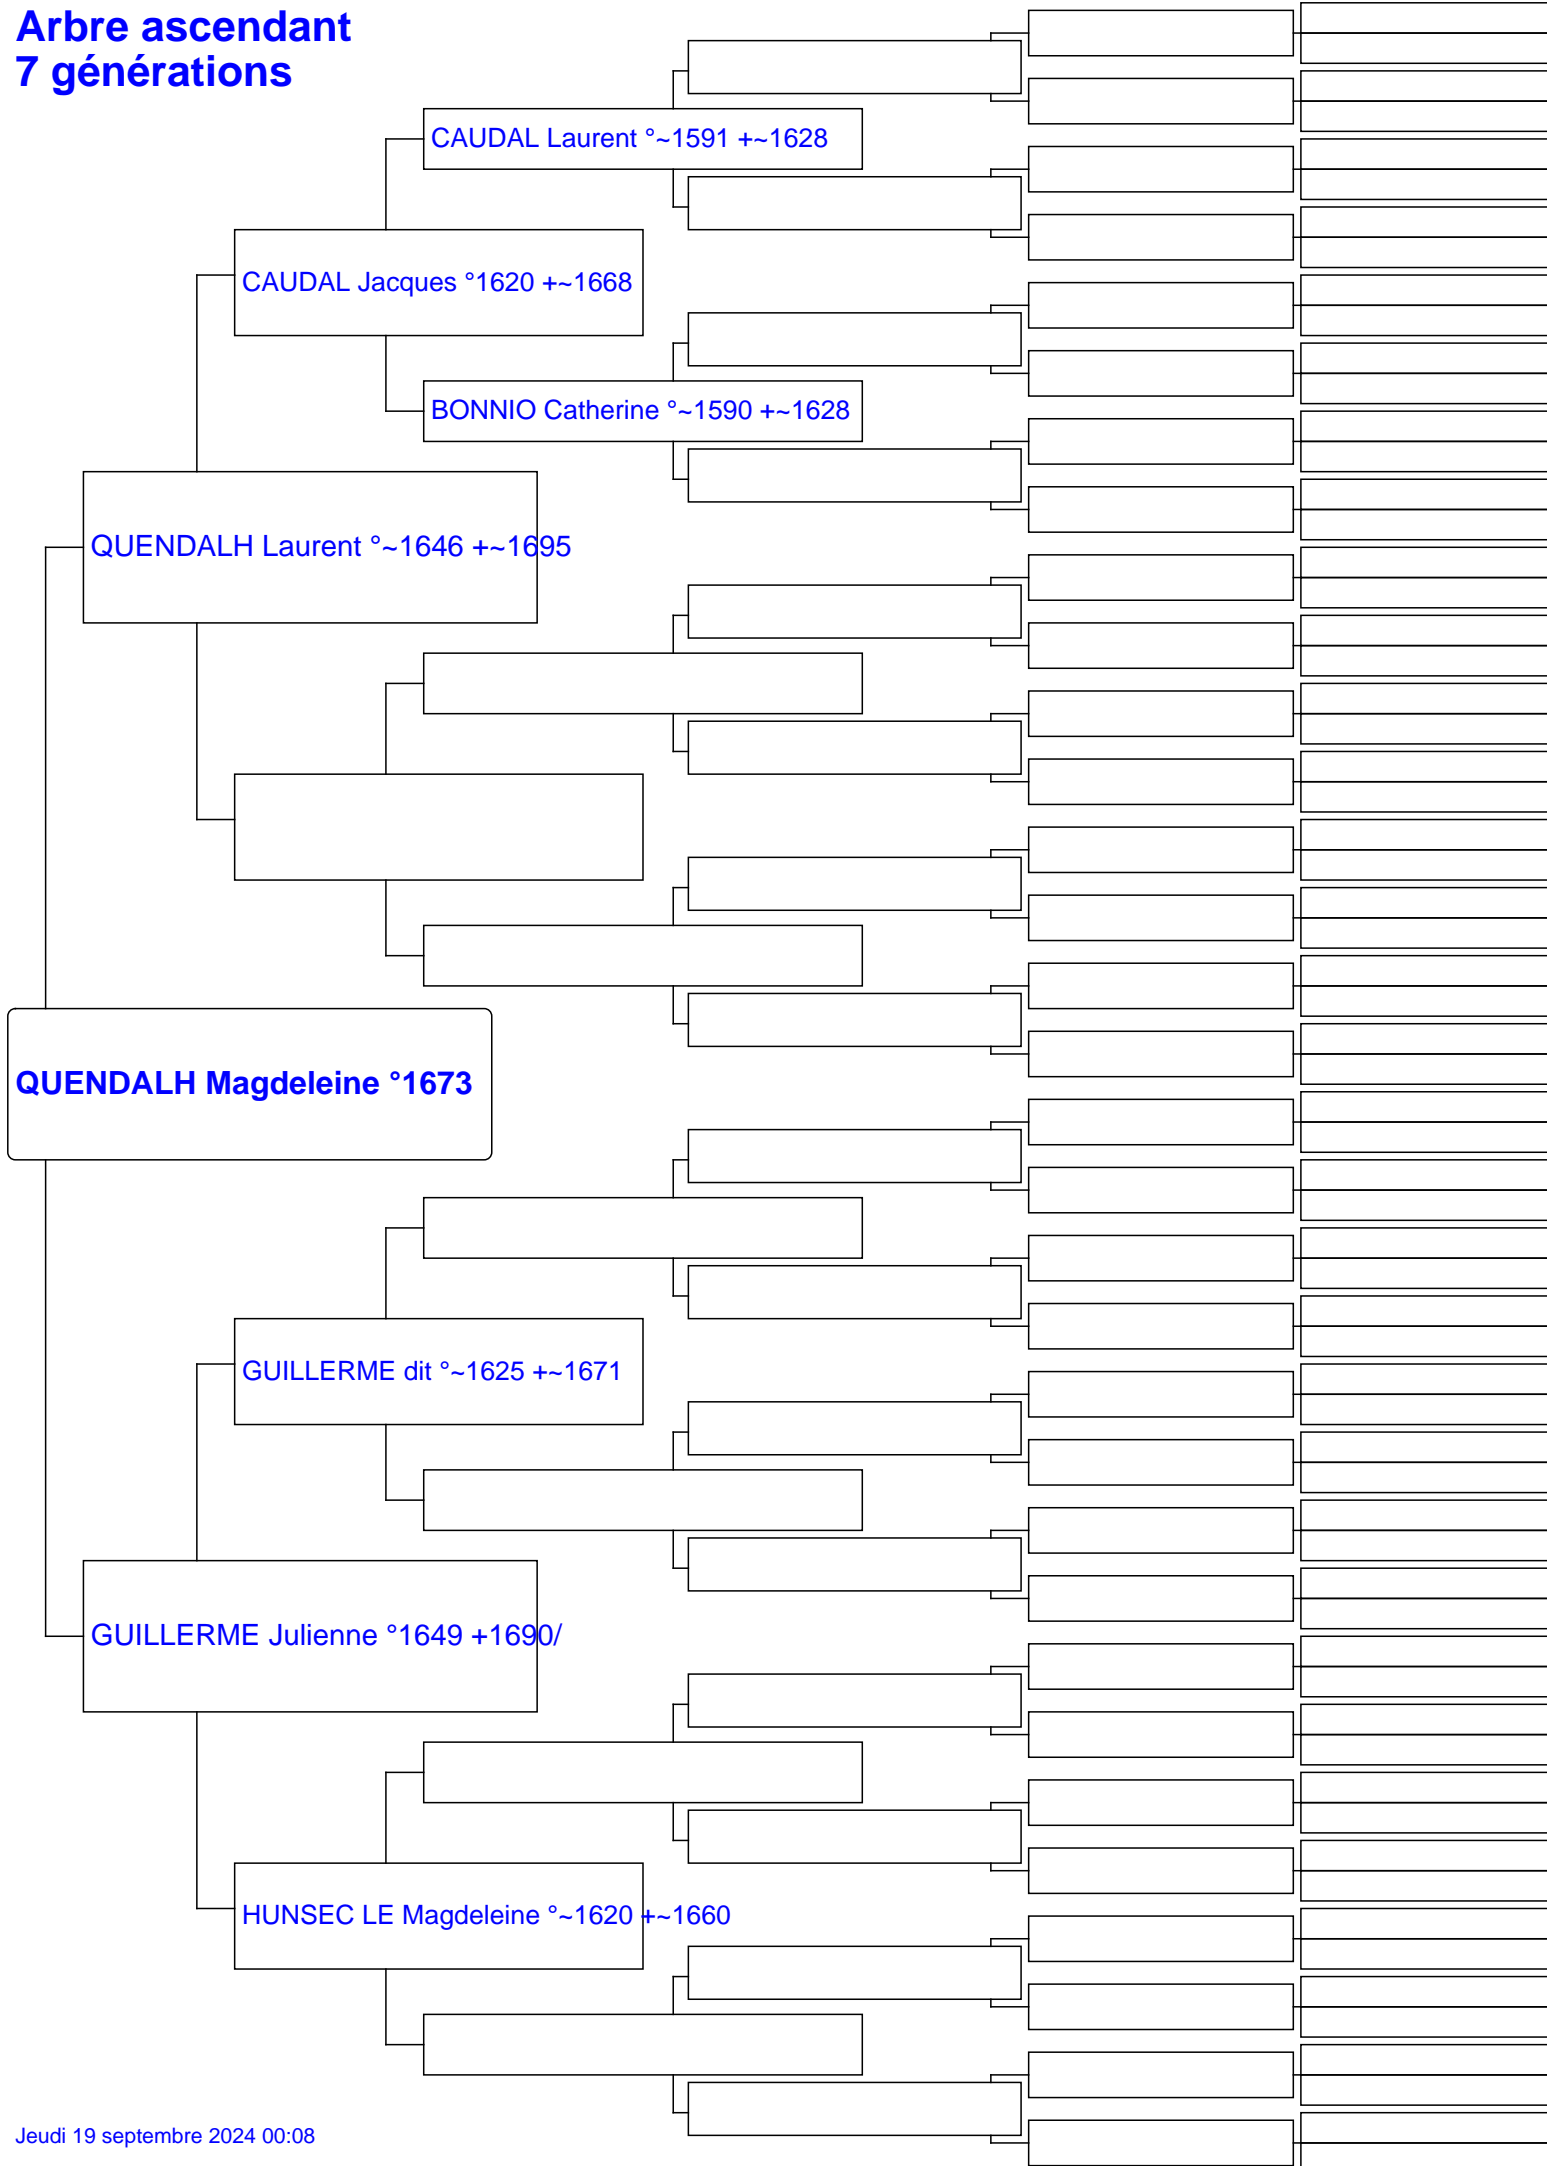 Arbre ascendant
7 générations
CAUDAL Laurent °~1591 +~1628
CAUDAL Jacques °1620 +~1668
BONNIO Catherine °~1590 +~1628
QUENDALH Laurent °~1646 +~1695
QUENDALH Magdeleine °1673
GUILLERME dit °~1625 +~1671
GUILLERME Julienne °1649 +1690/
HUNSEC LE Magdeleine °~1620 +~1660
Jeudi 19 septembre 2024 00:08